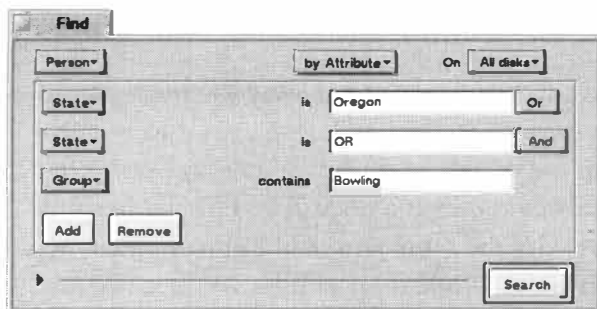 Find
Person by Attribute On All disks
State is Oregon Or
State is OR And
Group contains Bowling
Add Remove
Search